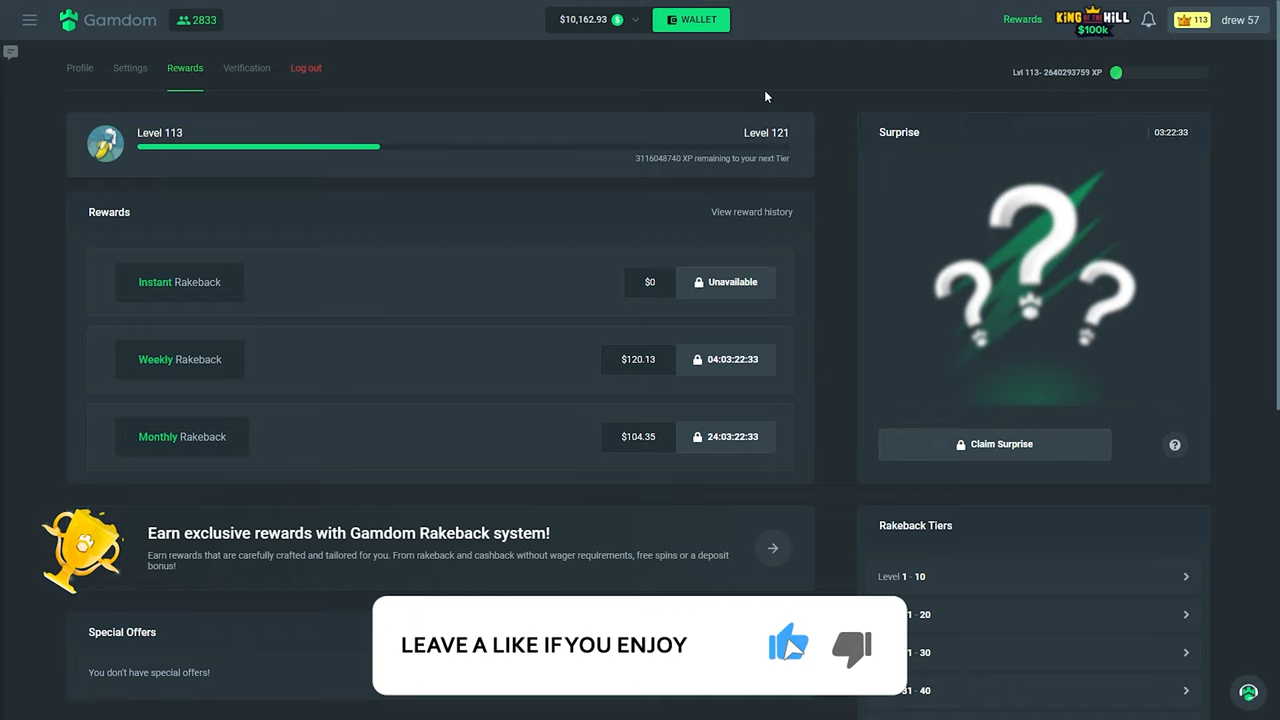 Gamdom
2833
$10,162.93
WALLET
Rewards
KING OF THE HILL
$100k
113
drew 57
Profile
Settings
Rewards
Verification
Log out
Lvl 113- 2640293759 XP
Level 113
Level 121
3116048740 XP remaining to your next Tier
Surprise
03:22:33
Rewards
View reward history
Instant Rakeback
$0
Unavailable
Weekly Rakeback
$120.13
04:03:22:33
Monthly Rakeback
$104.35
24:03:22:33
Claim Surprise
Earn exclusive rewards with Gamdom Rakeback system!
Earn rewards that are carefully crafted and tailored for you. From rakeback and cashback without wager requirements, free spins or a deposit
bonus!
Rakeback Tiers
Level 1 - 10
1 - 20
- 30
31 - 40
Special Offers
You don't have special offers!
LEAVE A LIKE IF YOU ENJOY